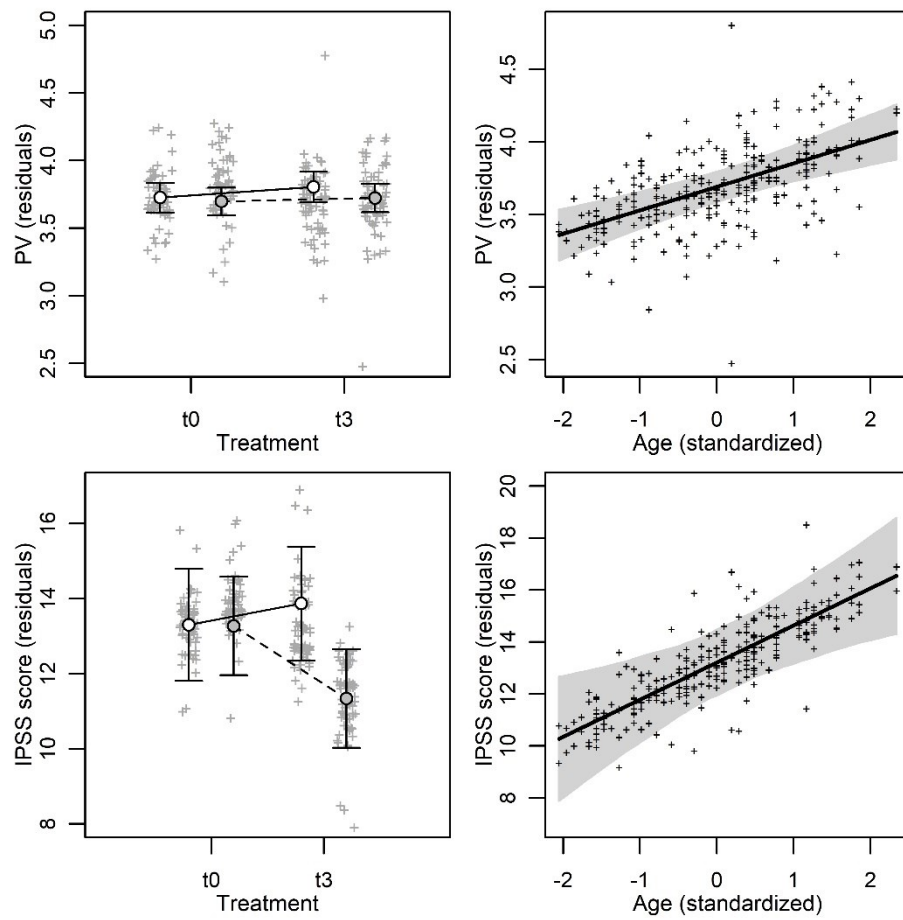 PV (residuals)
5.0
4.5
4.0
3.5
3.0
2.5
t0 t3
Treatment
PV (residuals)
4.5
4.0
3.5
3.0
2.5
-2 -1 0 1 2
Age (standardized)
IPSS score (residuals)
16
14
12
10
8
t0 t3
Treatment
IPSS score (residuals)
20
18
16
14
12
10
8
-2 -1 0 1 2
Age (standardized)